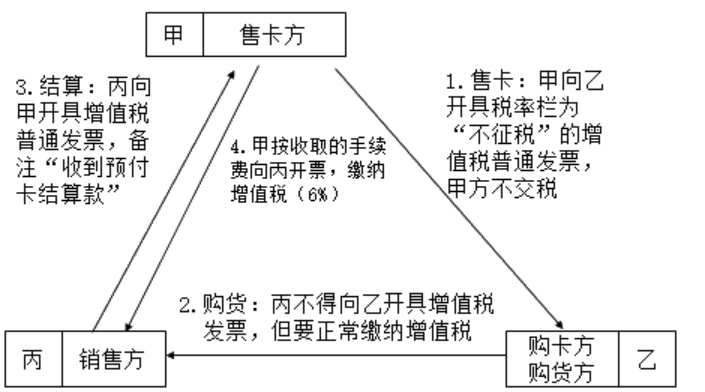 甲 售卡方
3.结算：丙向
甲开具增值税
普通发票，备
注“收到预付
卡结算款”
1.售卡：甲向乙
开具税率栏为
“不征税”的增
值税普通发票，
甲方不交税
4.甲按收取的手续
费向丙开票，缴纳
增值税（6%）
2.购货：丙不得向乙开具增值税
发票，但要正常缴纳增值税
丙 销售方
购卡方
购货方
乙